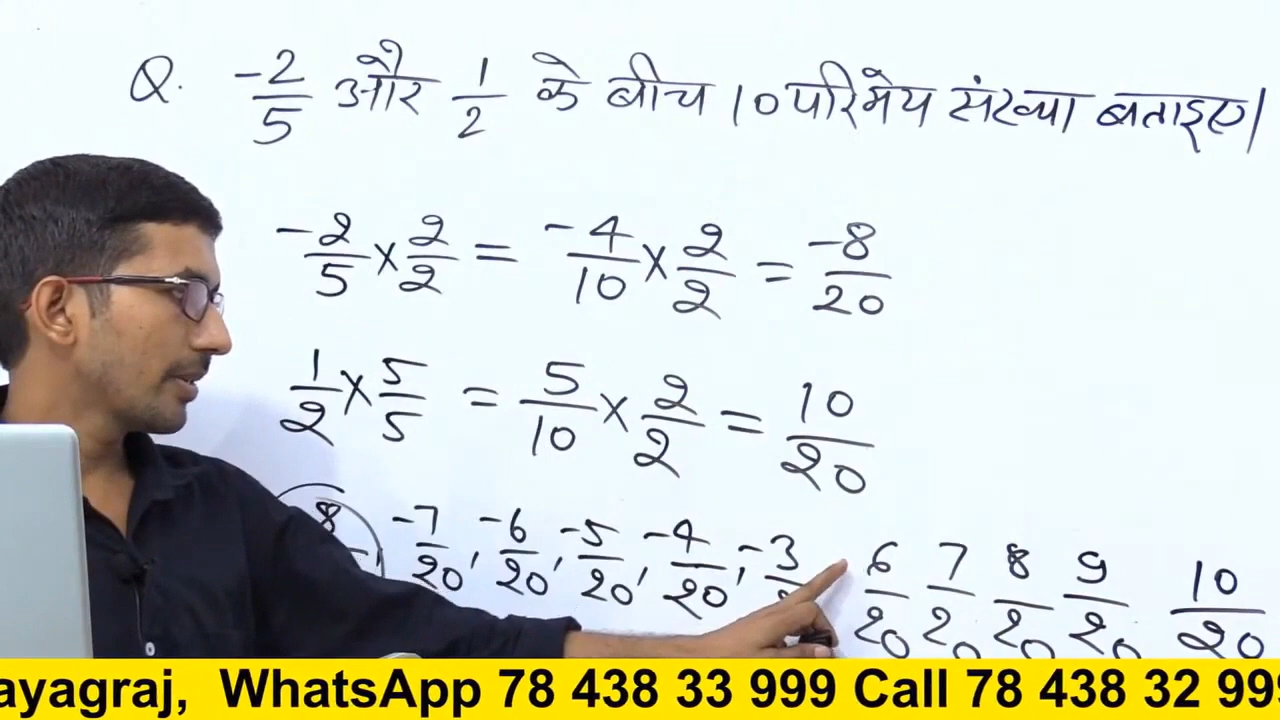 Q. -2/5 और 1/2 के बीच 10 परिमेय संख्या बताइए।
-2/5 × 2/2 = -4/10 × 2/2 = -8/20
1/2 × 5/5 = 5/10 × 2/2 = 10/20
8 , -7/20 , -6/20 , -5/20 , -4/20 , -3 6/20 7/20 8/20 9/20 10/20
ayagraj, WhatsApp 78 438 33 999 Call 78 438 32 999